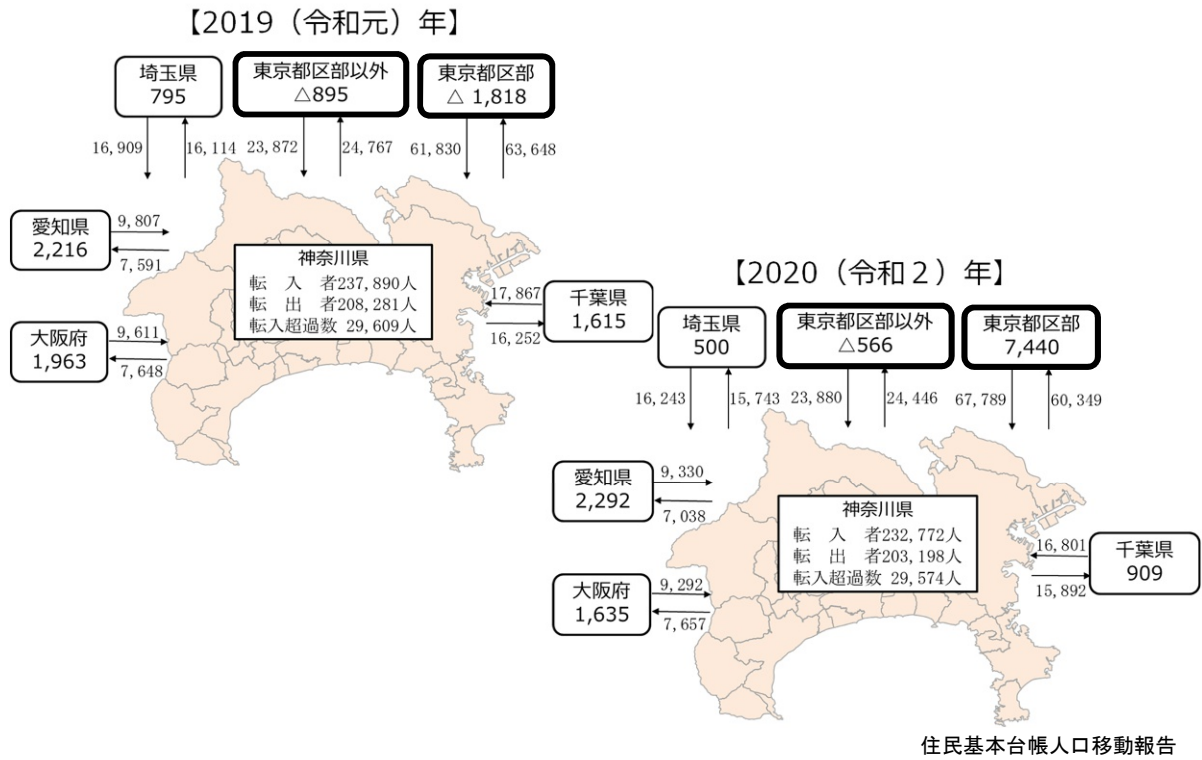 【2019（令和元）年】
埼玉県
795
東京都区部以外
△895
東京都区部
△ 1,818
16,909
16,114
23,872
24,767
61,830
63,648
愛知県
2,216
9,807
7,591
神奈川県
転　入　者237,890人
転　出　者208,281人
転入超過数 29,609人
大阪府
1,963
9,611
7,648
17,867
16,252
千葉県
1,615
【2020（令和２）年】
埼玉県
500
東京都区部以外
△566
東京都区部
7,440
16,243
15,743
23,880
24,446
67,789
60,349
愛知県
2,292
9,330
7,038
神奈川県
転　入　者232,772人
転　出　者203,198人
転入超過数 29,574人
大阪府
1,635
9,292
7,657
16,801
15,892
千葉県
909
住民基本台帳人口移動報告